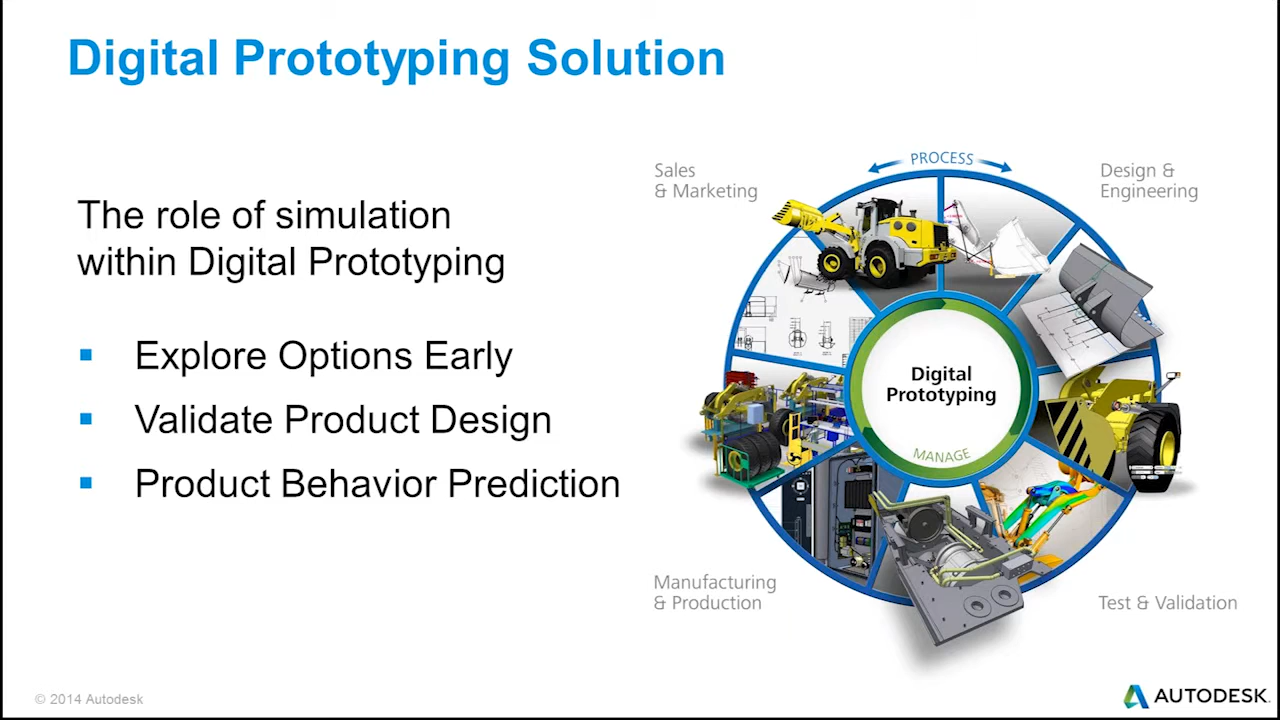 Digital Prototyping Solution
The role of simulation
within Digital Prototyping
▪ Explore Options Early
▪ Validate Product Design
▪ Product Behavior Prediction
PROCESS
Sales
& Marketing
Design &
Engineering
Digital
Prototyping
MANAGE
Manufacturing
& Production
Test & Validation
© 2014 Autodesk
AUTODESK.